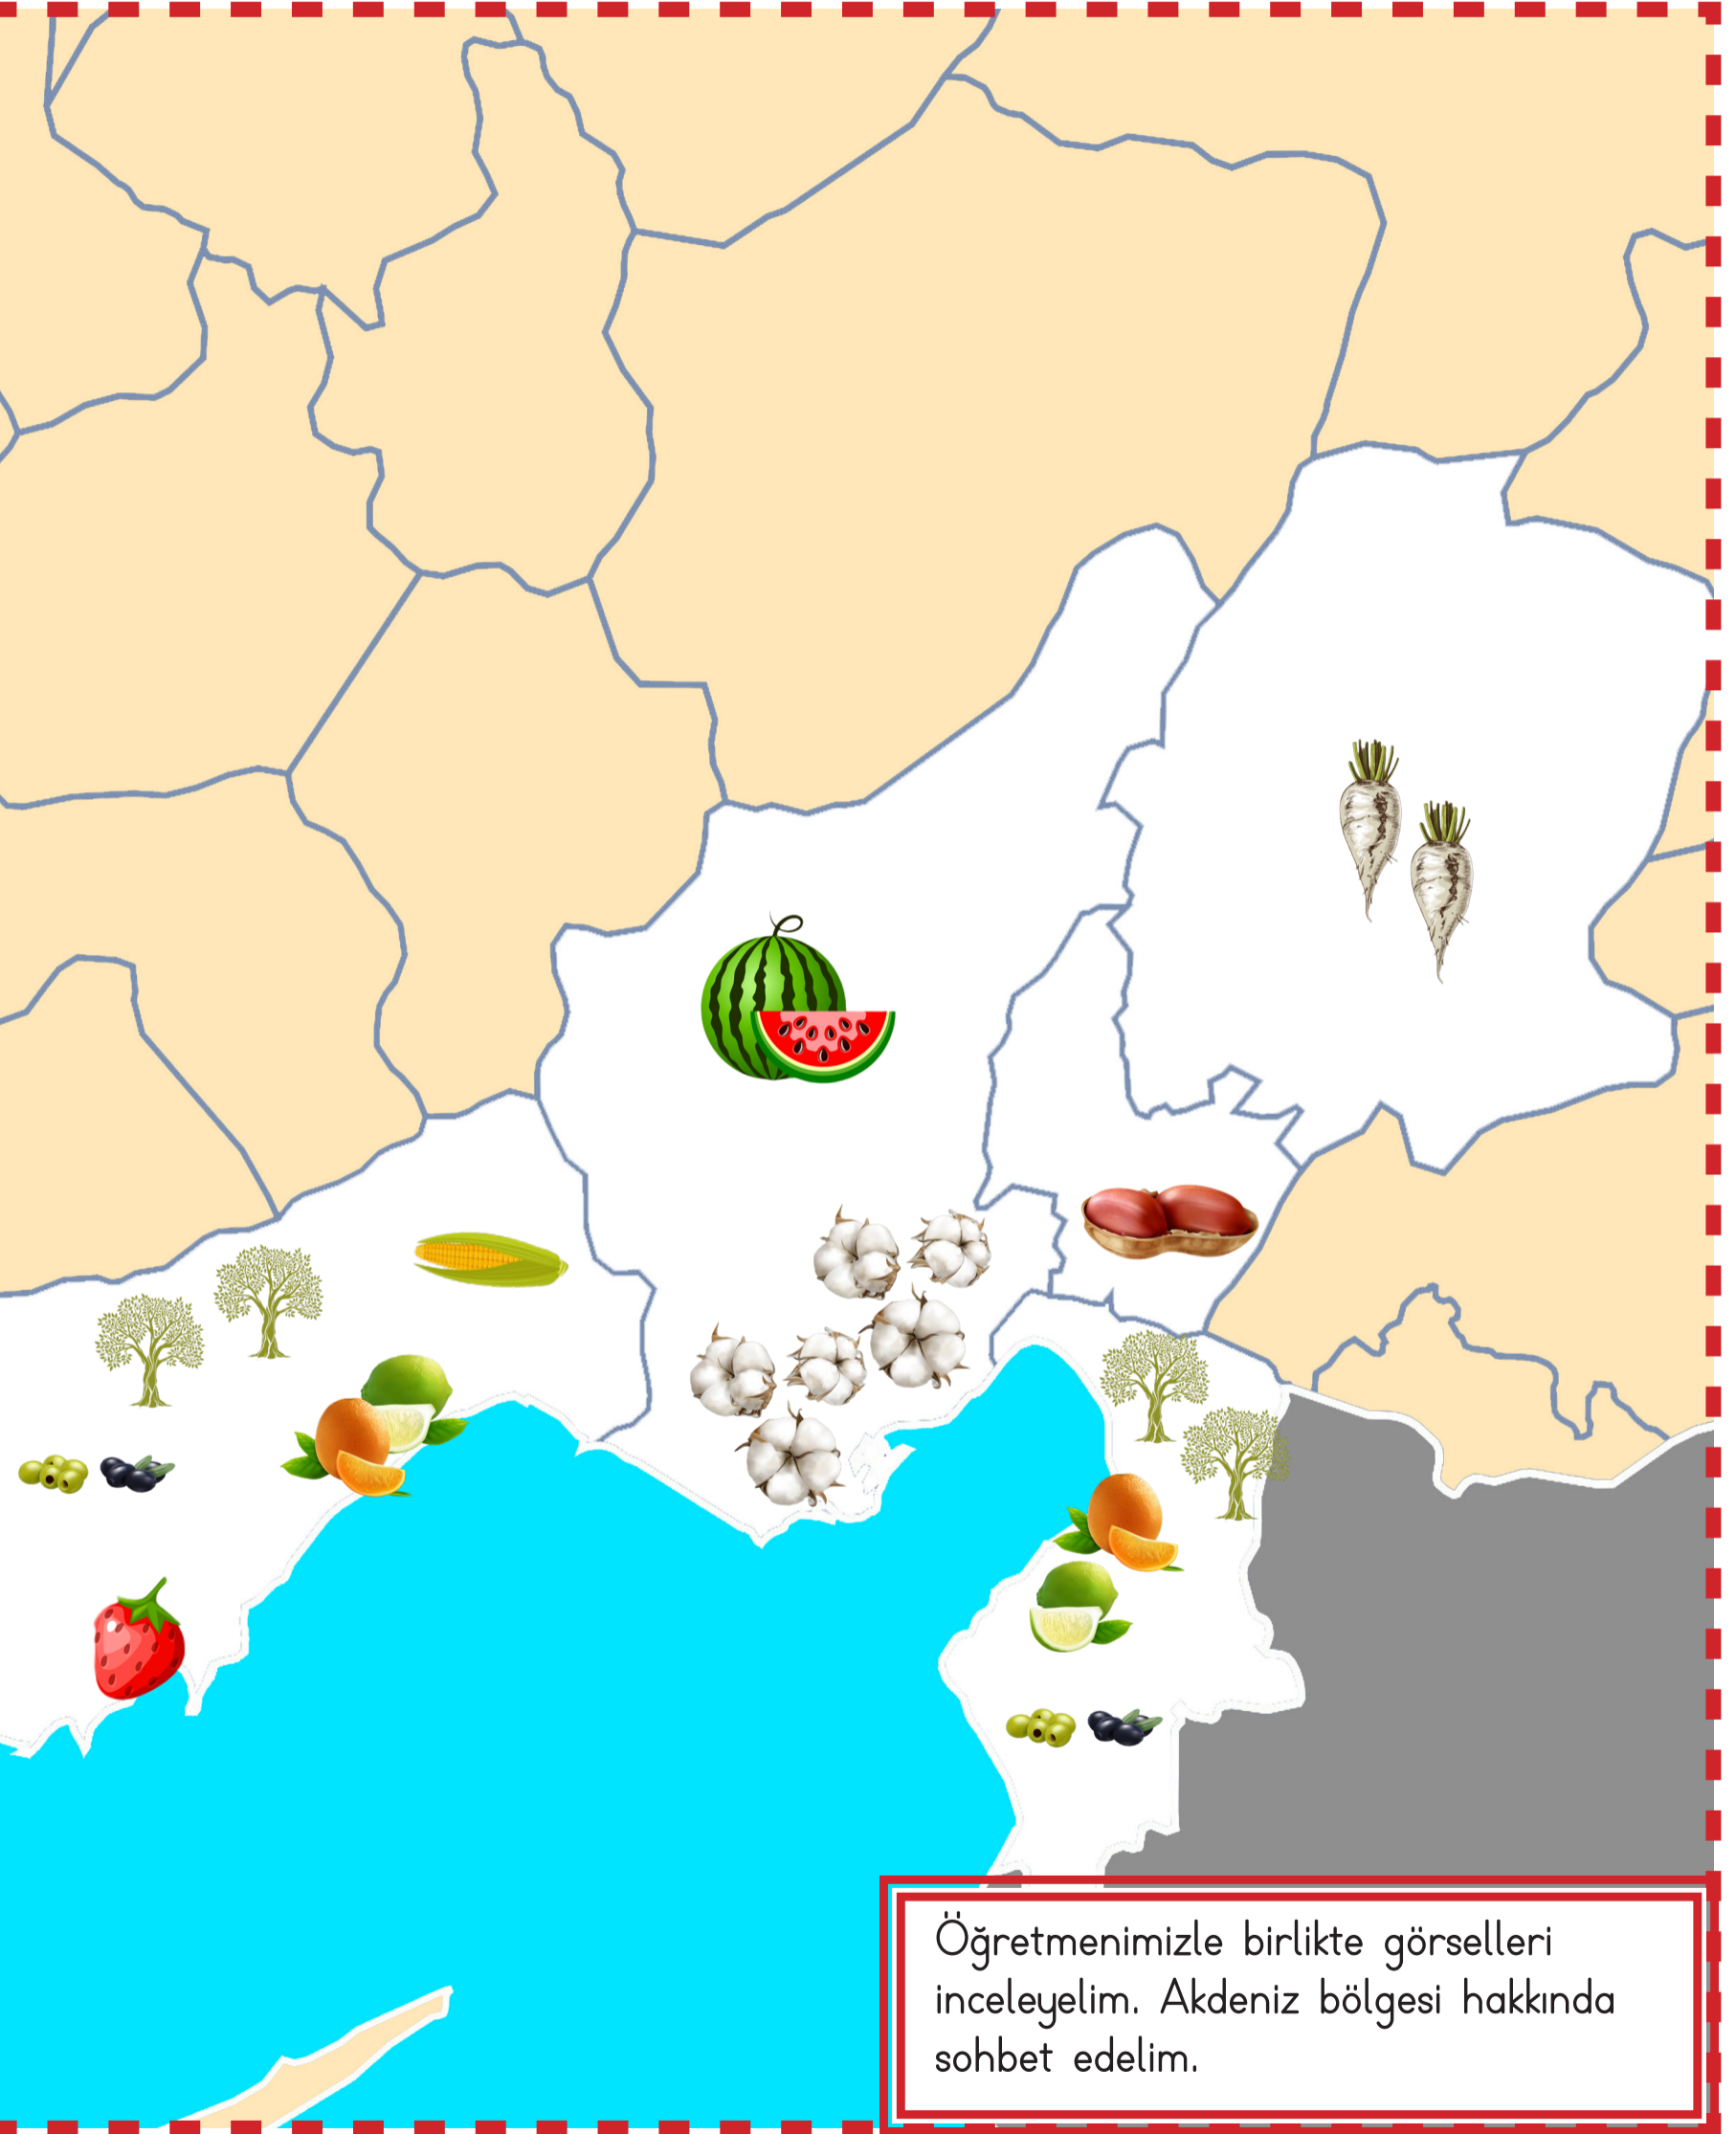 Öğretmenimizle birlikte görselleri
inceleyelim. Akdeniz bölgesi hakkında
sohbet edelim.